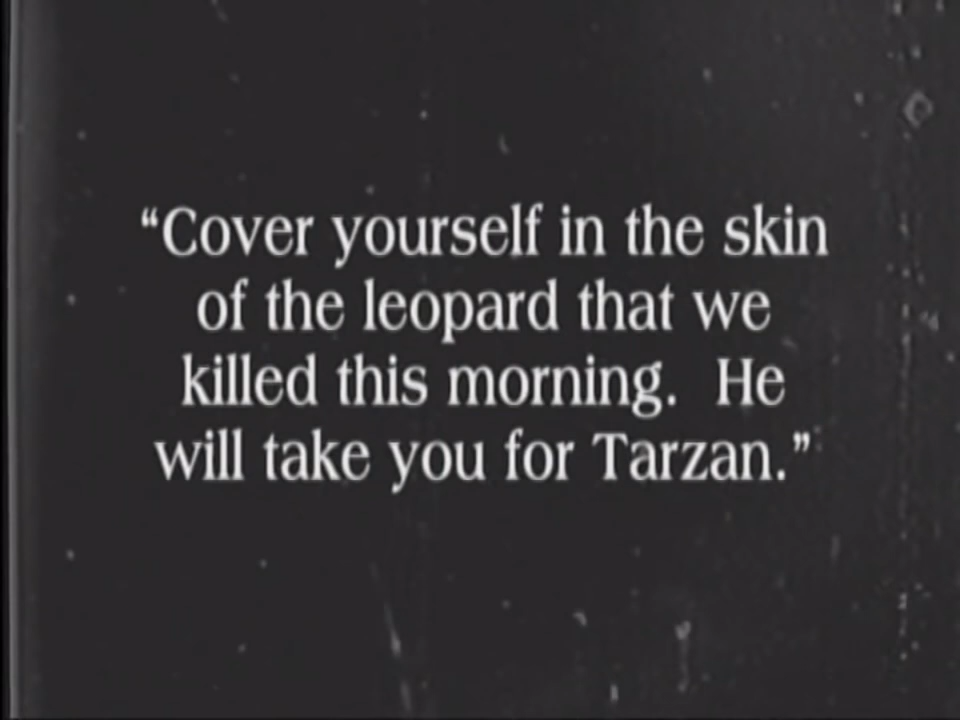 “Cover yourself in the skin
of the leopard that we
killed this morning.  He
will take you for Tarzan.”